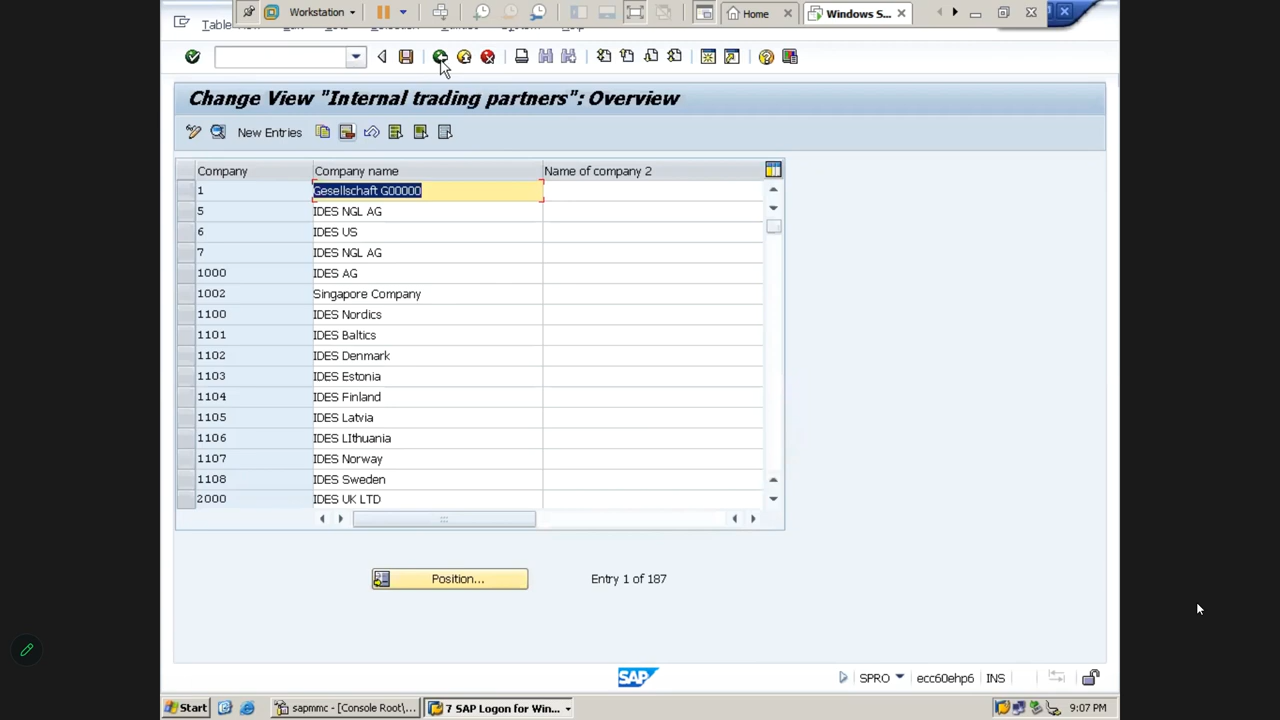 Workstation
Home
Windows S...
Change View "Internal trading partners": Overview
New Entries
Company Company name Name of company 2
1 Gesellschaft G00000
5 IDES NGL AG
6 IDES US
7 IDES NGL AG
1000 IDES AG
1002 Singapore Company
1100 IDES Nordics
1101 IDES Baltics
1102 IDES Denmark
1103 IDES Estonia
1104 IDES Finland
1105 IDES Latvia
1106 IDES LIthuania
1107 IDES Norway
1108 IDES Sweden
2000 IDES UK LTD
Position... Entry 1 of 187
SAP SPRO ecc60ehp6 INS
Start sapmmc - [Console Root\... 7 SAP Logon for Win... 9:07 PM